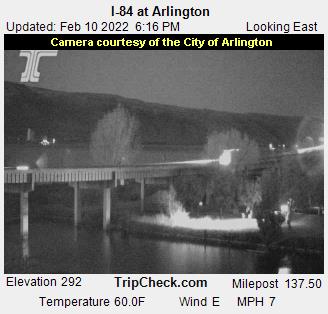 I-84 at Arlington
Updated: Feb 10 2022 6:16 PM Looking East
Camera courtesy of the City of Arlington
Elevation 292 TripCheck.com Milepost 137.50
Temperature 60.0F Wind E MPH 7